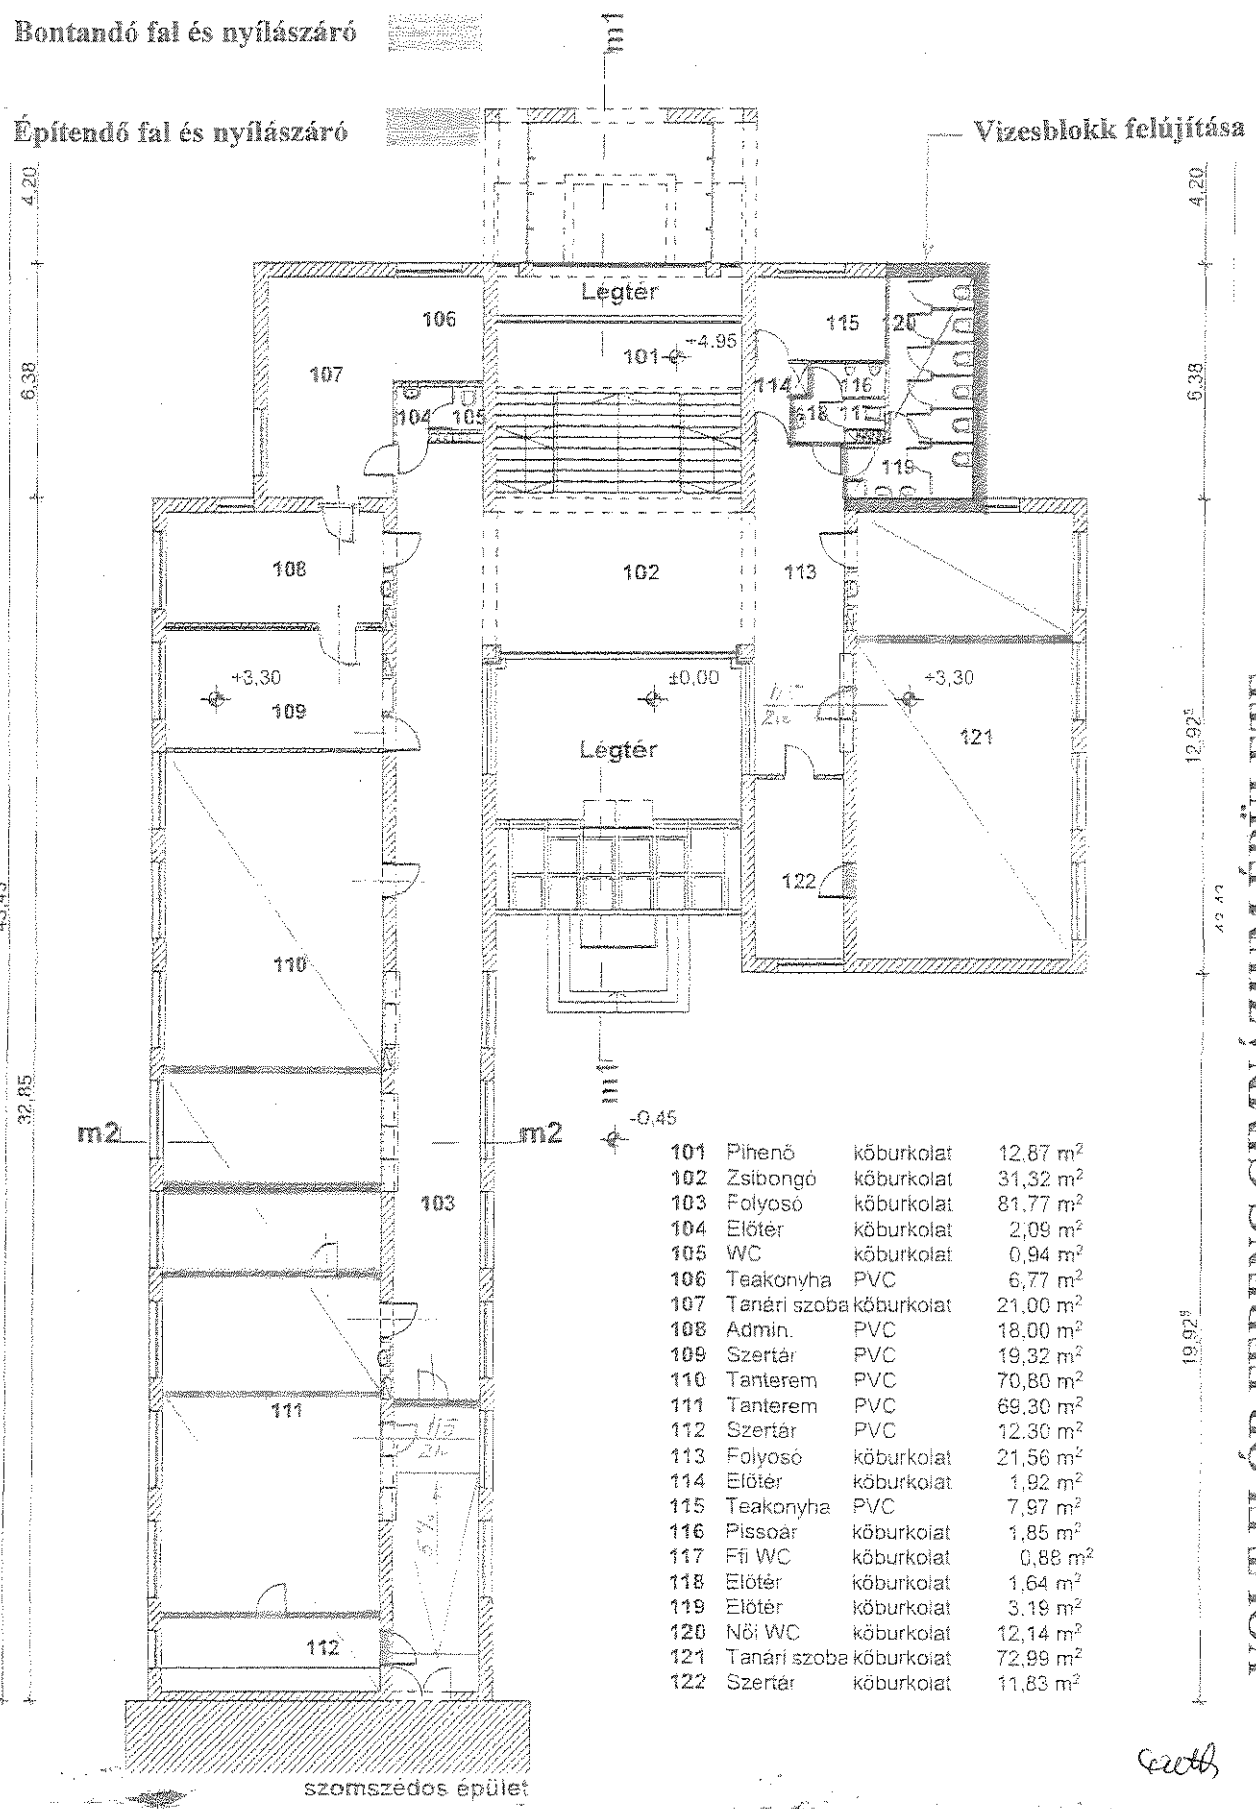 Bontandó fal és nyílászáró
m1
Építendő fal és nyílászáró
Vizesblokk felújítása
4,20
4,20
Légtér
106
115
120
101
+4.95
107
114
116
6,38
6,38
104
105
118
117
119
108
102
113
+3,30
±0,00
+3,30
109
121
Légtér
12,92⁵
122
110
32,85
m1
m2
m2
-0,45
103
19,92⁵
111
5%
112
101 Pihenő kőburkolat 12,87 m²
102 Zsibongó kőburkolat 31,32 m²
103 Folyosó kőburkolat 81,77 m²
104 Előtér kőburkolat 2,09 m²
105 WC kőburkolat 0,94 m²
106 Teakonyha PVC 6,77 m²
107 Tanári szoba kőburkolat 21,00 m²
108 Admin. PVC 18,00 m²
109 Szertár PVC 19,32 m²
110 Tanterem PVC 70,80 m²
111 Tanterem PVC 69,30 m²
112 Szertár PVC 12.30 m²
113 Folyosó kőburkolat 21,56 m²
114 Előtér kőburkolat 1,92 m²
115 Teakonyha PVC 7,97 m²
116 Pissoár kőburkolat 1,85 m²
117 Ffi WC kőburkolat 0,88 m²
118 Előtér kőburkolat 1,64 m²
119 Előtér kőburkolat 3.19 m²
120 Női WC kőburkolat 12,14 m²
121 Tanári szoba kőburkolat 72,99 m²
122 Szertár kőburkolat 11,83 m²
szomszédos épület